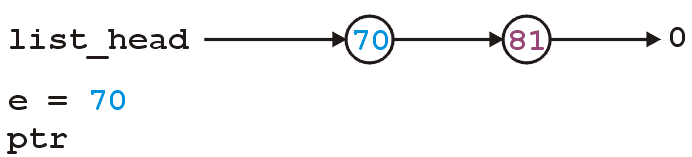 list_head 70 81 0
e = 70
ptr